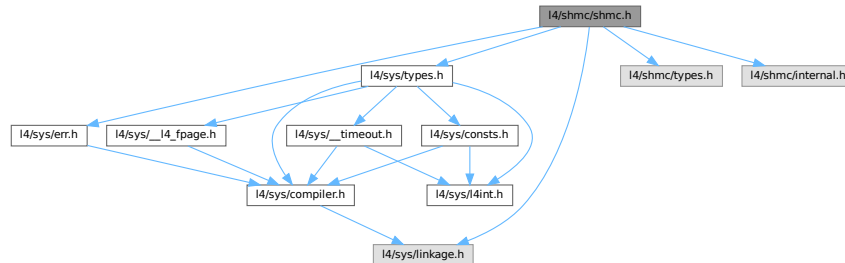 l4/shmc/shmc.h
l4/sys/types.h
l4/shmc/types.h
l4/shmc/internal.h
l4/sys/err.h
l4/sys/__l4_fpage.h
l4/sys/__timeout.h
l4/sys/consts.h
l4/sys/compiler.h
l4/sys/l4int.h
l4/sys/linkage.h